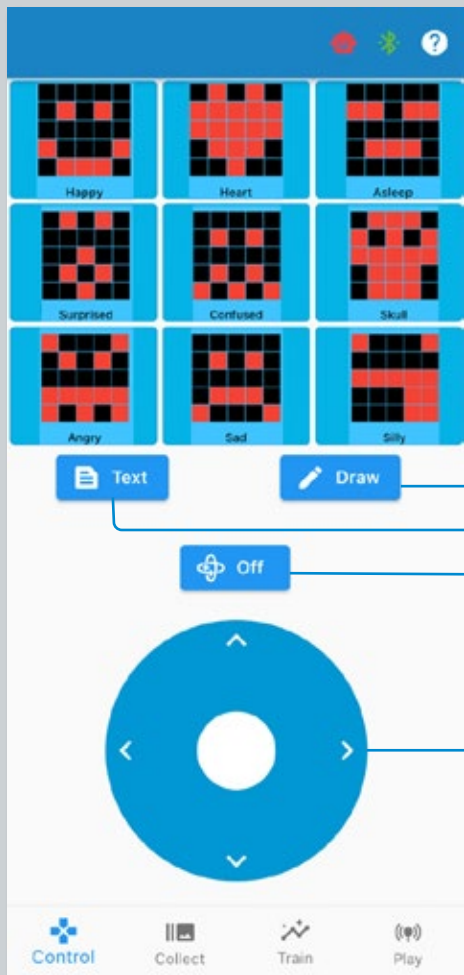 ?
Happy Heart Asleep
Surprised Confused Skull
Angry Sad Silly
Text Draw
Off
Control Collect Train Play